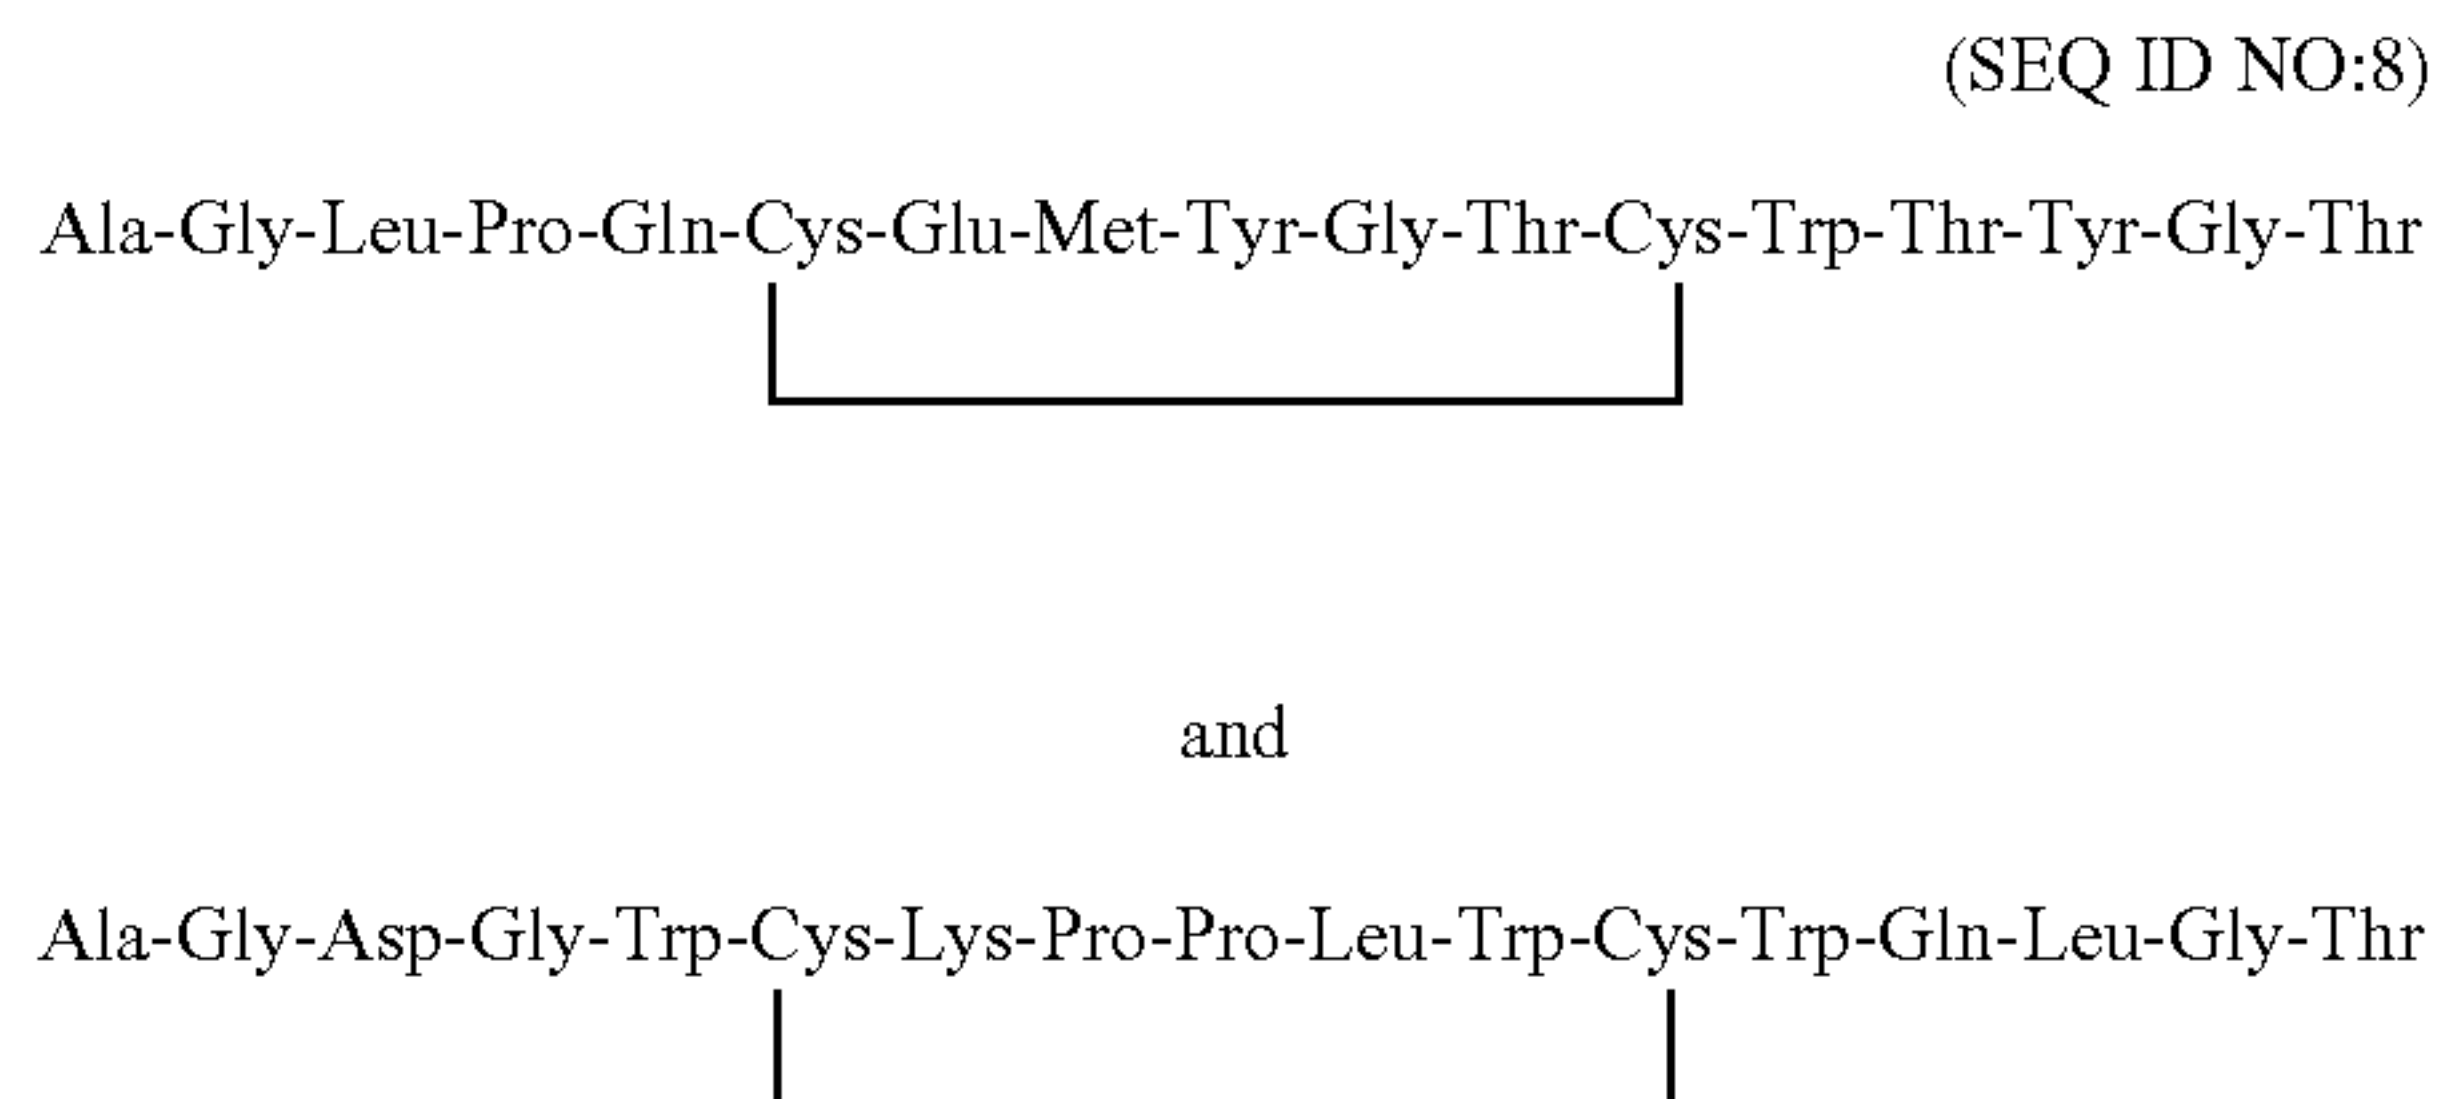 (SEQ ID NO:8)
Ala-Gly-Leu-Pro-Gln-Cys-Glu-Met-Tyr-Gly-Thr-Cys-Trp-Thr-Tyr-Gly-Thr
and
Ala-Gly-Asp-Gly-Trp-Cys-Lys-Pro-Pro-Leu-Trp-Cys-Trp-Gln-Leu-Gly-Thr